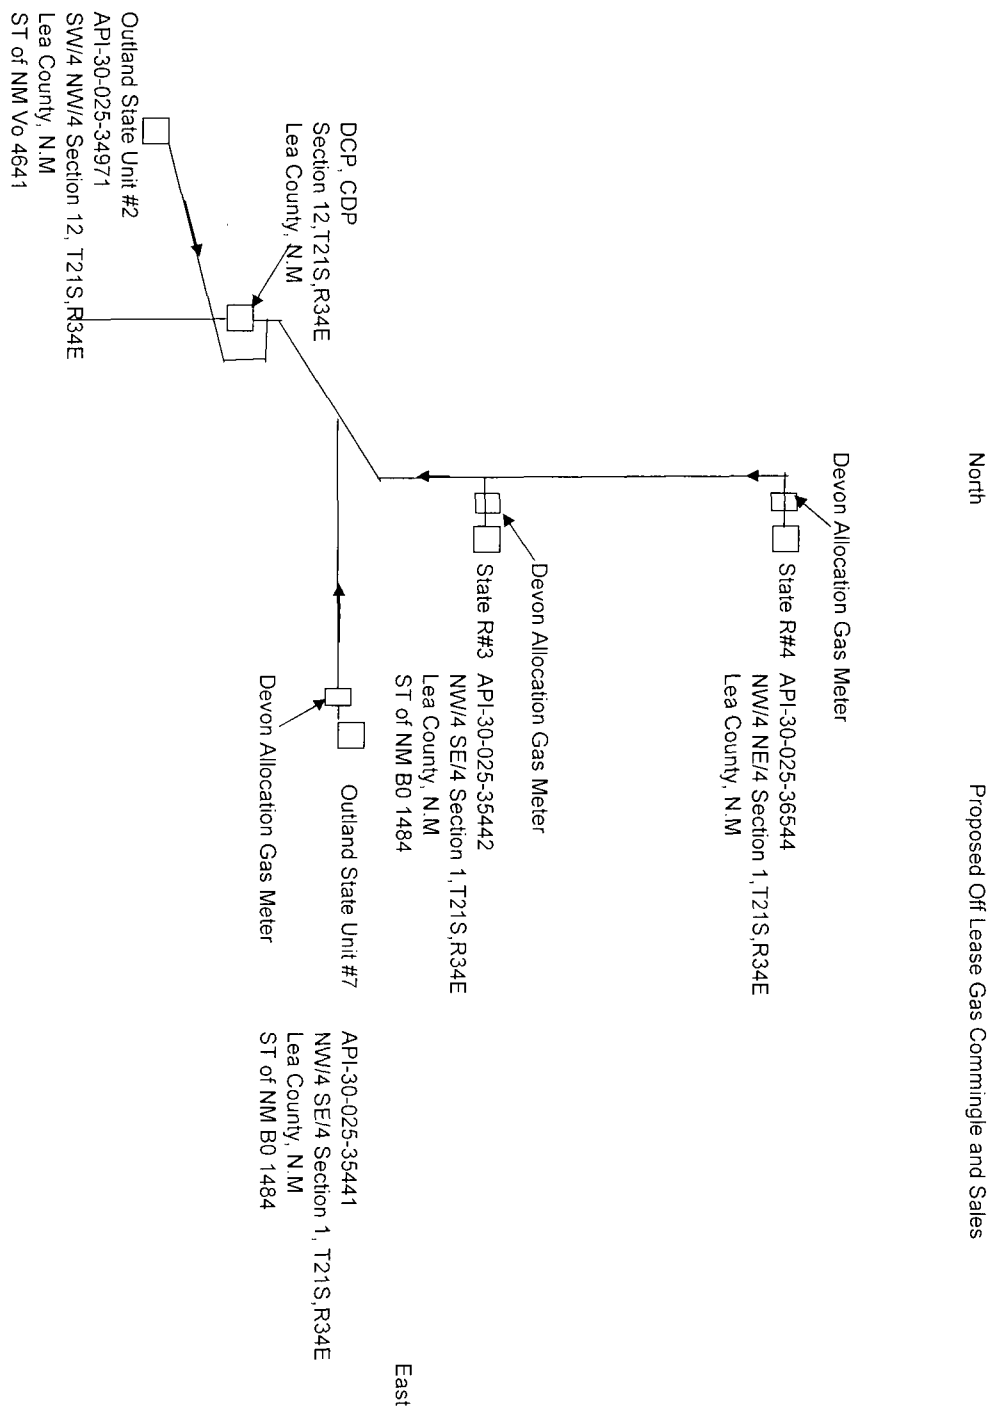 North
Proposed Off Lease Gas Commingle and Sales
Devon Allocation Gas Meter
State R#4
API-30-025-36544
NW/4 NE/4 Section 1,T21S,R34E
Lea County, N.M
Devon Allocation Gas Meter
State R#3
API-30-025-35442
NW/4 SE/4 Section 1,T21S,R34E
Lea County, N.M
ST of NM B0 1484
East
DCP, CDP
Section 12,T21S,R34E
Lea County, N.M
Outland State Unit #7
API-30-025-35441
NW/4 SE/4 Section 1, T21S,R34E
Lea County, N.M
ST of NM B0 1484
Devon Allocation Gas Meter
Outland State Unit #2
API-30-025-34971
SW/4 NW/4 Section 12, T21S,R34E
Lea County, N.M
ST of NM Vo 4641